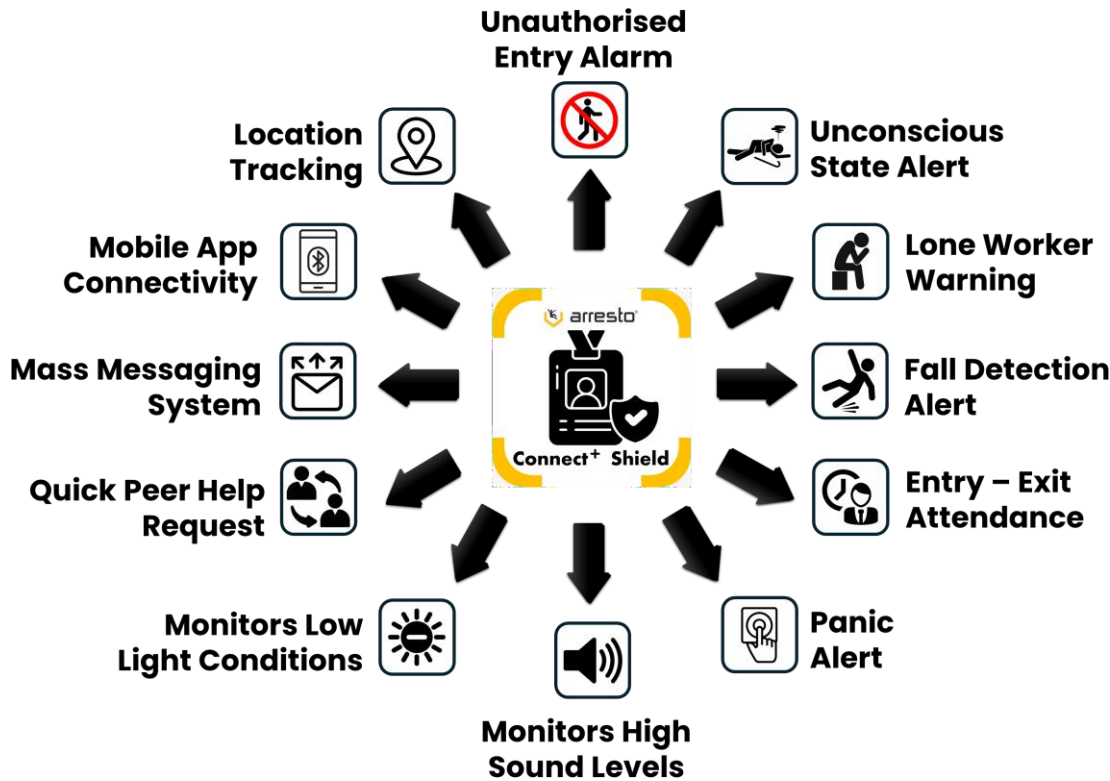 Unauthorised
Entry Alarm
Location
Tracking
Unconscious
State Alert
Mobile App
Connectivity
Lone Worker
Warning
arresto
Connect+ Shield
Mass Messaging
System
Fall Detection
Alert
Quick Peer Help
Request
Entry – Exit
Attendance
Monitors Low
Light Conditions
Panic
Alert
Monitors High
Sound Levels